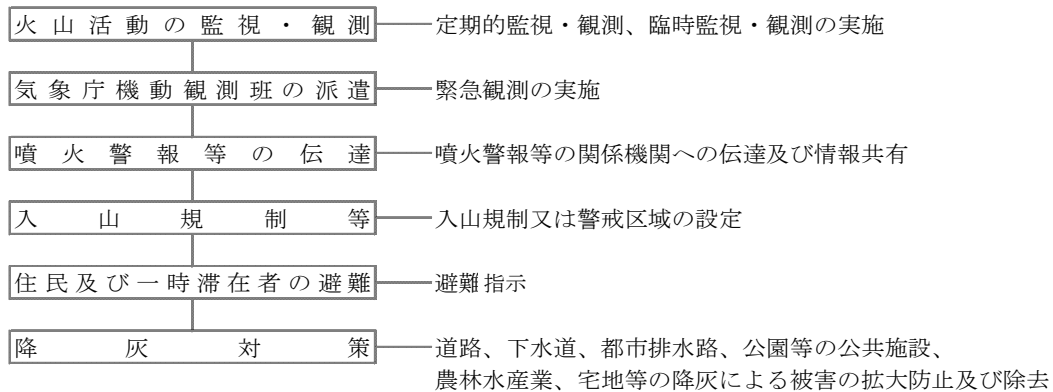 火山活動の監視・観測 定期的監視・観測、臨時監視・観測の実施
気象庁機動観測班の派遣 緊急観測の実施
噴火警報等の伝達 噴火警報等の関係機関への伝達及び情報共有
入山規制等 入山規制又は警戒区域の設定
住民及び一時滞在者の避難 避難指示
降灰対策 道路、下水道、都市排水路、公園等の公共施設、
農林水産業、宅地等の降灰による被害の拡大防止及び除去